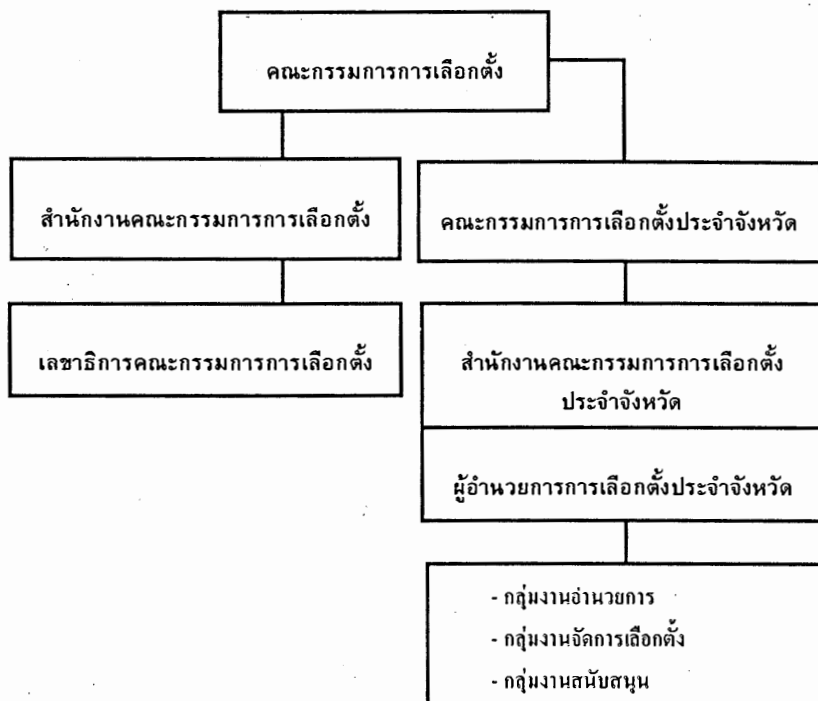 คณะกรรมการการเลือกตั้ง
สำนักงานคณะกรรมการการเลือกตั้ง
คณะกรรมการการเลือกตั้งประจำจังหวัด
เลขาธิการคณะกรรมการการเลือกตั้ง
สำนักงานคณะกรรมการการเลือกตั้ง
ประจำจังหวัด
ผู้อำนวยการการเลือกตั้งประจำจังหวัด
- กลุ่มงานอำนวยการ
- กลุ่มงานจัดการเลือกตั้ง
- กลุ่มงานสนับสนุน